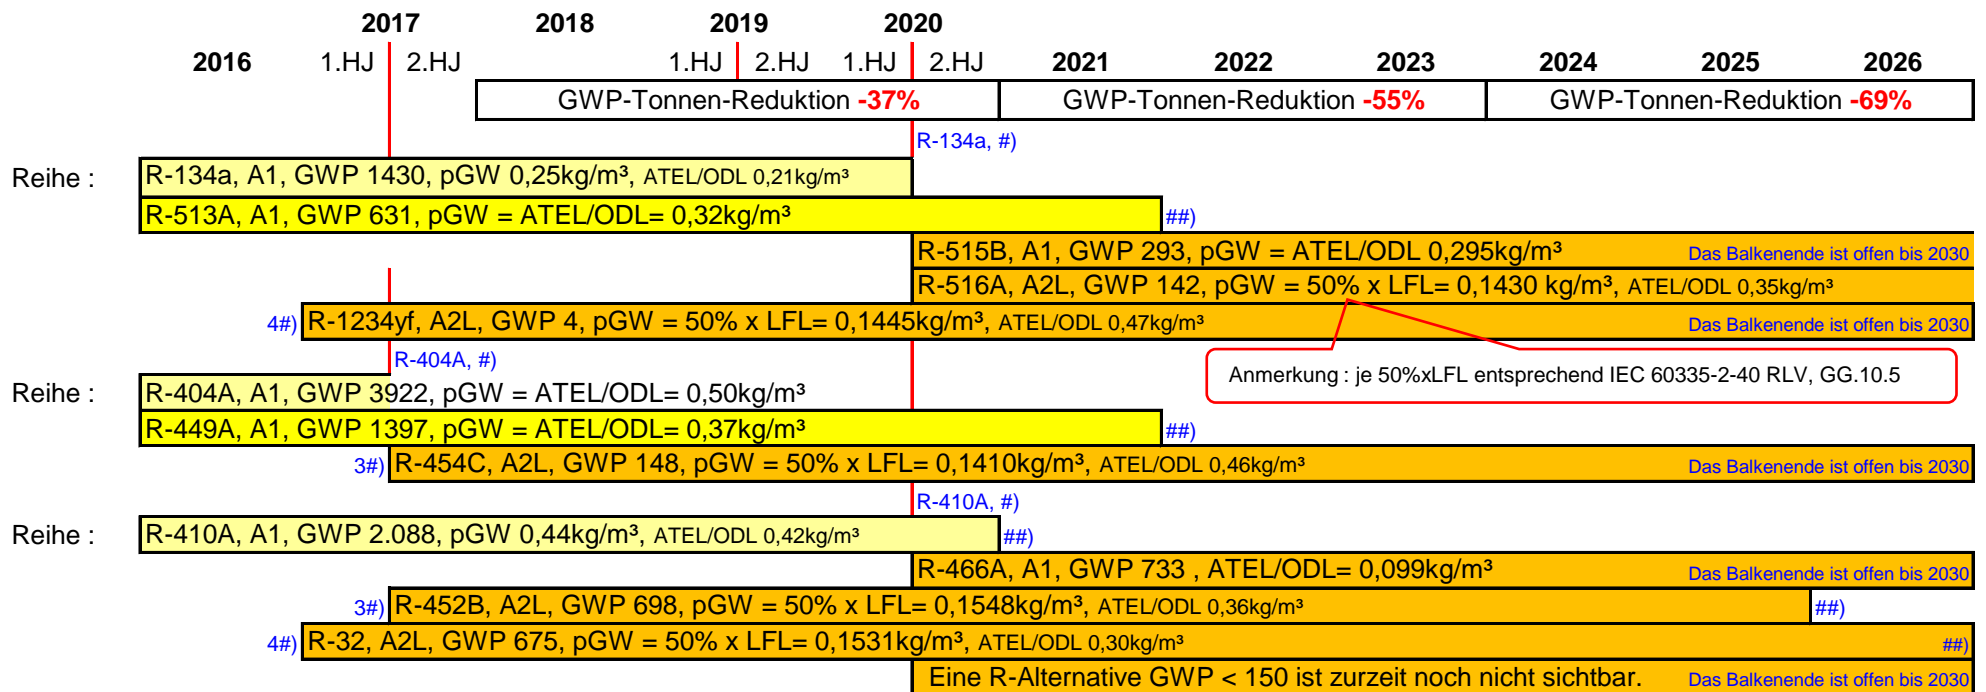 2017 2018 2019 2020
2016 1.HJ 2.HJ 1.HJ 2.HJ 1.HJ 2.HJ 2021 2022 2023 2024 2025 2026
GWP-Tonnen-Reduktion -37% GWP-Tonnen-Reduktion -55% GWP-Tonnen-Reduktion -69%
R-134a, #)
Reihe : R-134a, A1, GWP 1430, pGW 0,25kg/m³, ATEL/ODL 0,21kg/m³
R-513A, A1, GWP 631, pGW = ATEL/ODL= 0,32kg/m³ ##)
R-515B, A1, GWP 293, pGW = ATEL/ODL 0,295kg/m³ Das Balkenende ist offen bis 2030
R-516A, A2L, GWP 142, pGW = 50% x LFL= 0,1430 kg/m³, ATEL/ODL 0,35kg/m³
4#) R-1234yf, A2L, GWP 4, pGW = 50% x LFL= 0,1445kg/m³, ATEL/ODL 0,47kg/m³ Das Balkenende ist offen bis 2030
R-404A, #)
Anmerkung : je 50%xLFL entsprechend IEC 60335-2-40 RLV, GG.10.5
Reihe : R-404A, A1, GWP 3922, pGW = ATEL/ODL= 0,50kg/m³
R-449A, A1, GWP 1397, pGW = ATEL/ODL= 0,37kg/m³ ##)
3#) R-454C, A2L, GWP 148, pGW = 50% x LFL= 0,1410kg/m³, ATEL/ODL 0,46kg/m³ Das Balkenende ist offen bis 2030
R-410A, #)
Reihe : R-410A, A1, GWP 2.088, pGW 0,44kg/m³, ATEL/ODL 0,42kg/m³ ##)
R-466A, A1, GWP 733 , ATEL/ODL= 0,099kg/m³ Das Balkenende ist offen bis 2030
3#) R-452B, A2L, GWP 698, pGW = 50% x LFL= 0,1548kg/m³, ATEL/ODL 0,36kg/m³ ##)
4#) R-32, A2L, GWP 675, pGW = 50% x LFL= 0,1531kg/m³, ATEL/ODL 0,30kg/m³ ##)
Eine R-Alternative GWP < 150 ist zurzeit noch nicht sichtbar. Das Balkenende ist offen bis 2030